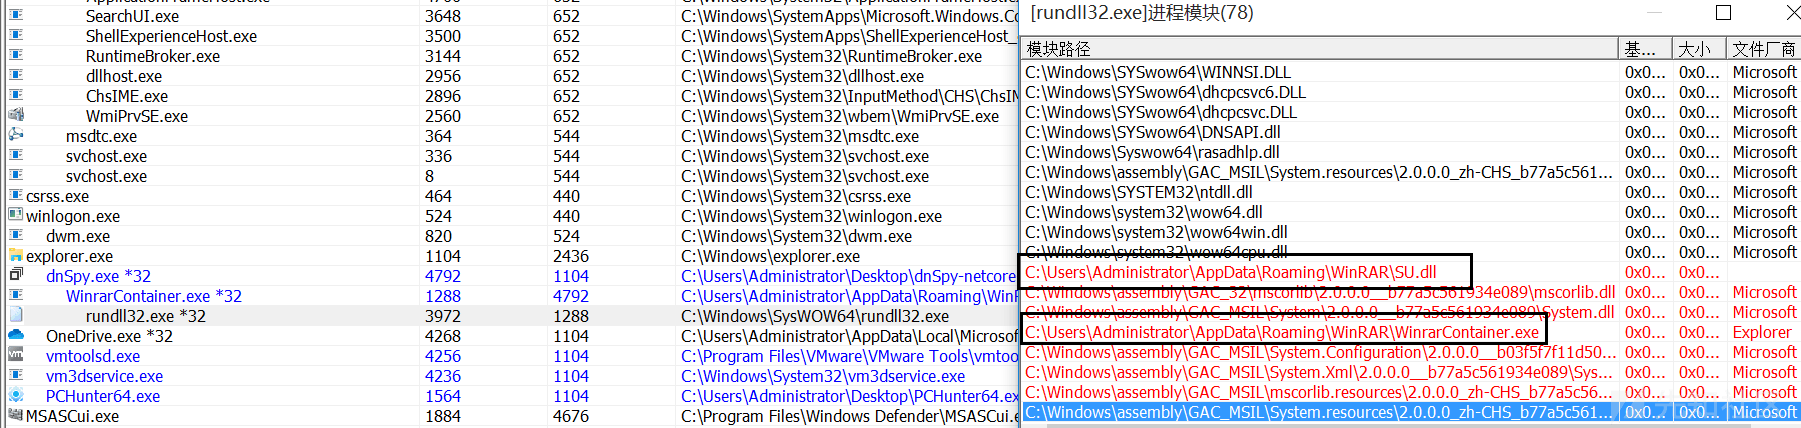 ApplicationFrameHost.exe
SearchUI.exe 3648 652 C:\Windows\SystemApps\Microsoft.Windows.Co
ShellExperienceHost.exe 3500 652 C:\Windows\SystemApps\ShellExperienceHost_
RuntimeBroker.exe 3144 652 C:\Windows\System32\RuntimeBroker.exe
dllhost.exe 2956 652 C:\Windows\System32\dllhost.exe
ChsIME.exe 2896 652 C:\Windows\System32\InputMethod\CHS\ChsIM
WmiPrvSE.exe 2560 652 C:\Windows\System32\wbem\WmiPrvSE.exe
msdtc.exe 364 544 C:\Windows\System32\msdtc.exe
svchost.exe 336 544 C:\Windows\System32\svchost.exe
svchost.exe 8 544 C:\Windows\System32\svchost.exe
csrss.exe 464 440 C:\Windows\System32\csrss.exe
winlogon.exe 524 440 C:\Windows\System32\winlogon.exe
dwm.exe 820 524 C:\Windows\System32\dwm.exe
explorer.exe 1104 2436 C:\Windows\explorer.exe
dnSpy.exe *32 4792 1104 C:\Users\Administrator\Desktop\dnSpy-netcore
WinrarContainer.exe *32 1288 4792 C:\Users\Administrator\AppData\Roaming\WinR
rundll32.exe *32 3972 1288 C:\Windows\SysWOW64\rundll32.exe
OneDrive.exe *32 4268 1104 C:\Users\Administrator\AppData\Local\Microsof
vmtoolsd.exe 4256 1104 C:\Program Files\VMware\VMware Tools\vmtoo
vm3dservice.exe 4236 1104 C:\Windows\System32\vm3dservice.exe
PCHunter64.exe 1564 1104 C:\Users\Administrator\Desktop\PCHunter64.exe
MSASCui.exe 1884 4676 C:\Program Files\Windows Defender\MSASCui.e
[rundll32.exe]进程模块(78)
模块路径 基... 大小 文件厂商
C:\Windows\SYSwow64\WINNSI.DLL 0x0... 0x0... Microsoft
C:\Windows\SYSwow64\dhcpcsvc6.DLL 0x0... 0x0... Microsoft
C:\Windows\SYSwow64\dhcpcsvc.DLL 0x0... 0x0... Microsoft
C:\Windows\SYSwow64\DNSAPI.dll 0x0... 0x0... Microsoft
C:\Windows\Syswow64\rasadhlp.dll 0x0... 0x0... Microsoft
C:\Windows\assembly\GAC_MSIL\System.resources\2.0.0.0_zh-CHS_b77a5c561... 0x0... 0x0... Microsoft
C:\Windows\SYSTEM32\ntdll.dll 0x0... 0x0... Microsoft
C:\Windows\system32\wow64.dll 0x0... 0x0... Microsoft
C:\Windows\system32\wow64win.dll 0x0... 0x0... Microsoft
C:\Windows\system32\wow64cpu.dll 0x0... 0x0... Microsoft
C:\Users\Administrator\AppData\Roaming\WinRAR\SU.dll 0x0... 0x0...
C:\Windows\assembly\GAC_32\mscorlib\2.0.0.0__b77a5c561934e089\mscorlib.dll 0x0... 0x0... Microsoft
C:\Windows\assembly\GAC_MSIL\System\2.0.0.0__b77a5c561934e089\System.dll 0x0... 0x0... Microsoft
C:\Users\Administrator\AppData\Roaming\WinRAR\WinrarContainer.exe 0x0... 0x0... Explorer
C:\Windows\assembly\GAC_MSIL\System.Configuration\2.0.0.0__b03f5f7f11d50... 0x0... 0x0... Microsoft
C:\Windows\assembly\GAC_MSIL\System.Xml\2.0.0.0__b77a5c561934e089\Sys... 0x0... 0x0... Microsoft
C:\Windows\assembly\GAC_MSIL\mscorlib.resources\2.0.0.0_zh-CHS_b77a5c56... 0x0... 0x0... Microsoft
C:\Windows\assembly\GAC_MSIL\System.resources\2.0.0.0_zh-CHS_b77a5c561... 0x0... 0x0... Microsoft